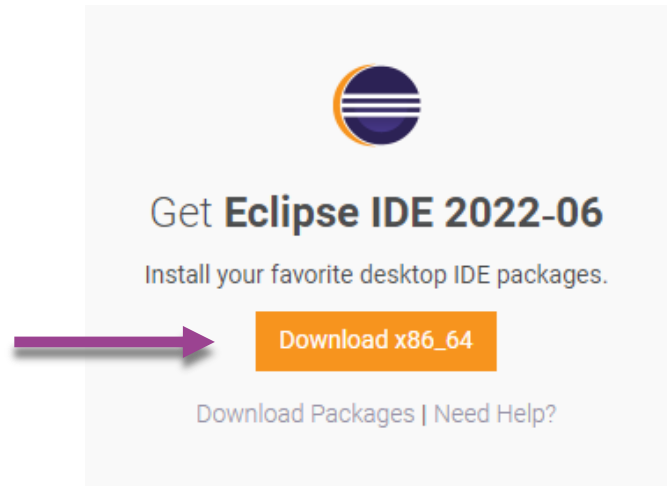 Get Eclipse IDE 2022-06
Install your favorite desktop IDE packages.
Download x86_64
Download Packages | Need Help?